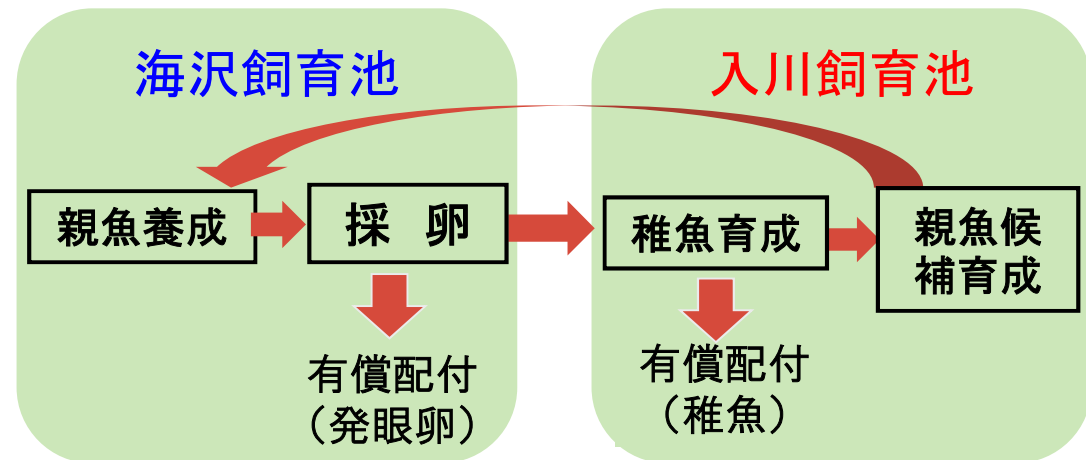 海沢飼育池
親魚養成
採 卵
有償配付
（発眼卵）
入川飼育池
稚魚育成
親魚候
補育成
有償配付
（稚魚）